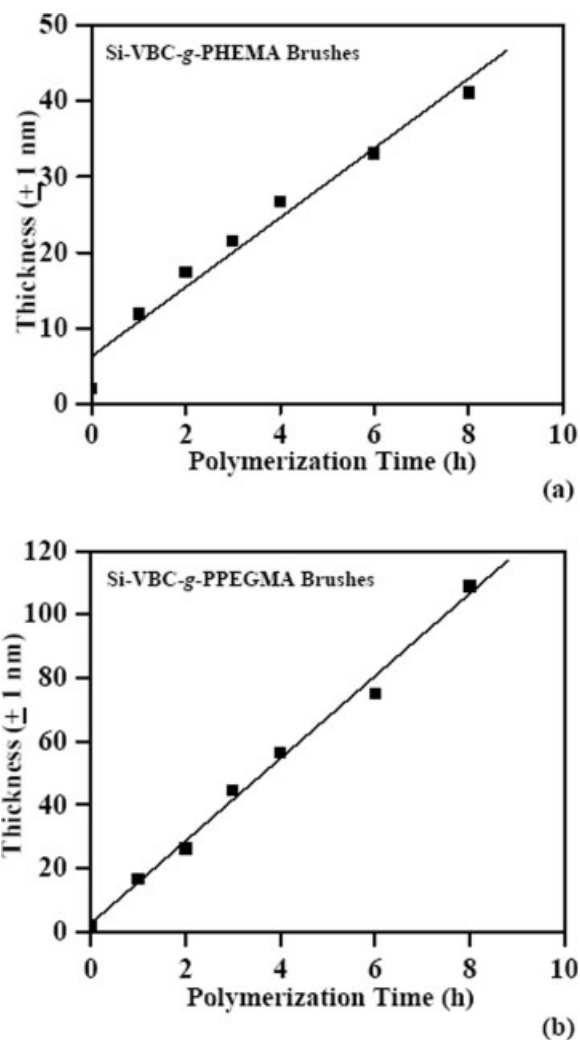 50
Si-VBC-g-PHEMA Brushes
40
30
20
10
0
Thickness (± 1 nm)
0 2 4 6 8 10
Polymerization Time (h)
(a)
120
Si-VBC-g-PPEGMA Brushes
100
80
60
40
20
0
Thickness (± 1 nm)
0 2 4 6 8 10
Polymerization Time (h)
(b)